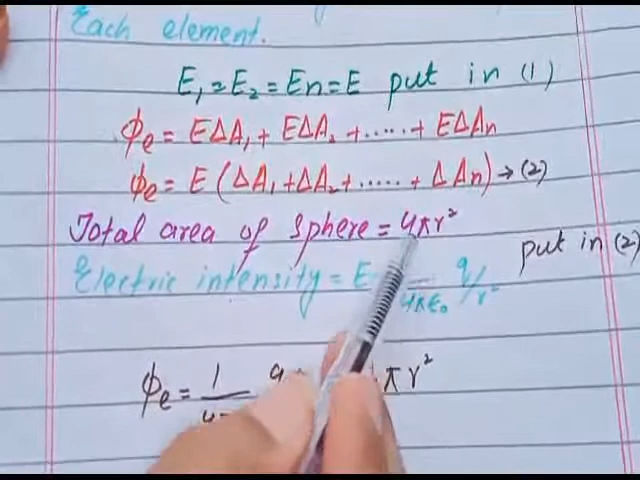 Each element.
E₁ = E₂ = En = E put in (1)
ϕe = EΔA₁ + EΔA₂ +.....+ EΔAn
ϕe = E (ΔA₁+ΔA₂+.....+ ΔAn) → (2)
Total area of Sphere = 4πr²
put in (2)
Electric intensity = E 4πε₀ q/r²
ϕe = 1 q πr²